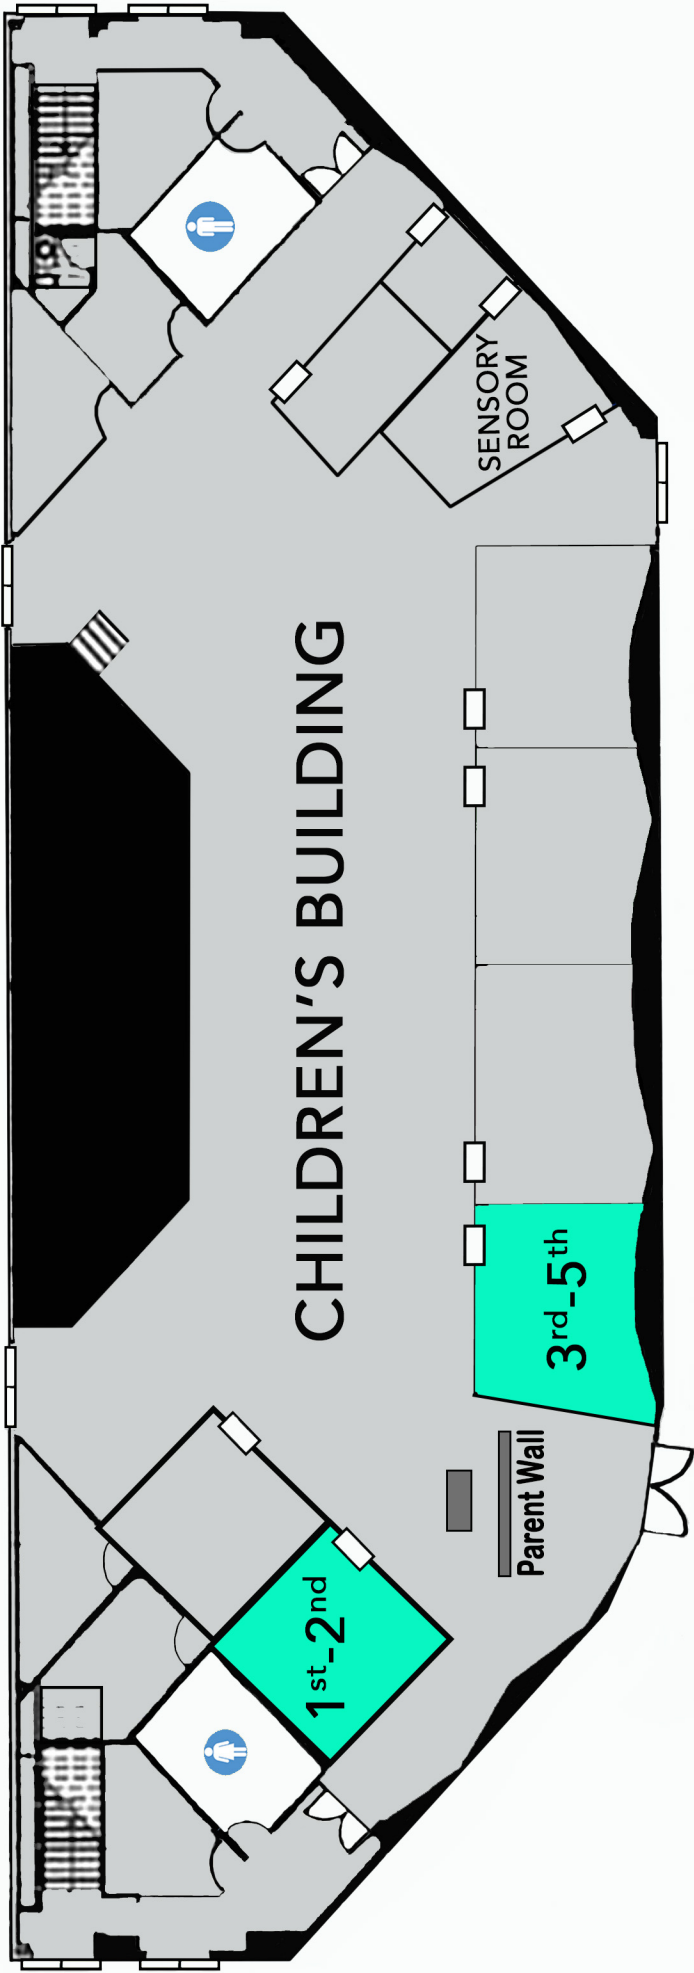 SENSORY
ROOM
CHILDREN'S BUILDING
3rd-5th
Parent Wall
1st-2nd